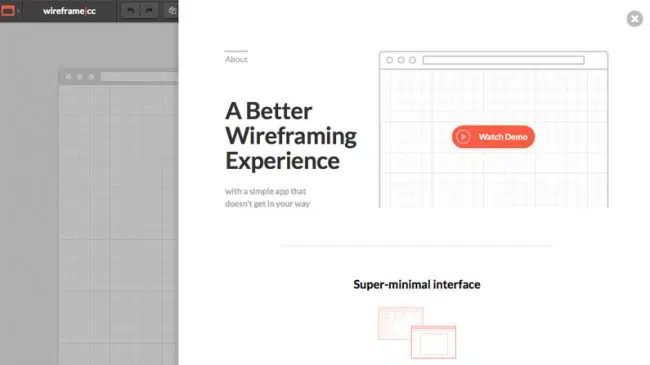 wireframe|cc
About
A Better
Wireframing
Experience
with a simple app that
doesn't get in your way
Watch Demo
Super-minimal interface